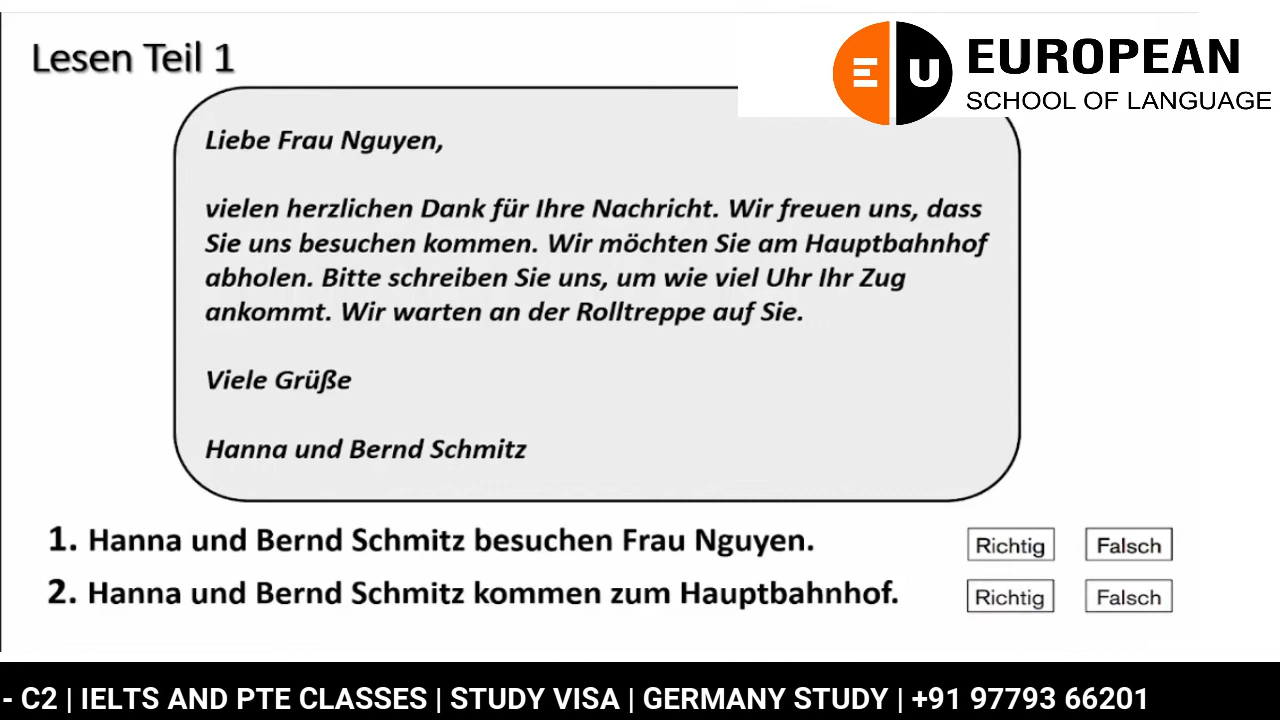 Lesen Teil 1
EU EUROPEAN
SCHOOL OF LANGUAGE
Liebe Frau Nguyen,
vielen herzlichen Dank für Ihre Nachricht. Wir freuen uns, dass
Sie uns besuchen kommen. Wir möchten Sie am Hauptbahnhof
abholen. Bitte schreiben Sie uns, um wie viel Uhr Ihr Zug
ankommt. Wir warten an der Rolltreppe auf Sie.
Viele Grüße
Hanna und Bernd Schmitz
1. Hanna und Bernd Schmitz besuchen Frau Nguyen. Richtig Falsch
2. Hanna und Bernd Schmitz kommen zum Hauptbahnhof. Richtig Falsch
- C2 | IELTS AND PTE CLASSES | STUDY VISA | GERMANY STUDY | +91 97793 66201